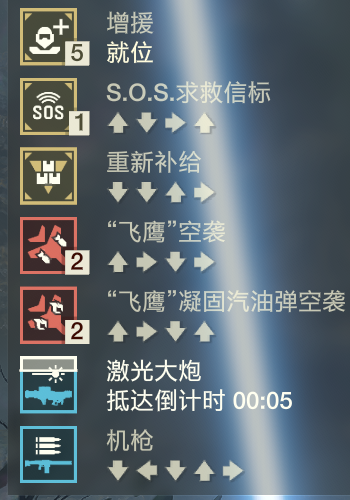 增援
5
就位
S.O.S.求救信标
SOS
1
⬆⬇➡⬆
重新补给
⬇⬇⬆➡
“飞鹰”空袭
2
⬆➡⬇➡
“飞鹰”凝固汽油弹空袭
2
⬆➡⬇⬆
激光大炮
抵达倒计时 00:05
机枪
⬇⬅⬇⬆➡